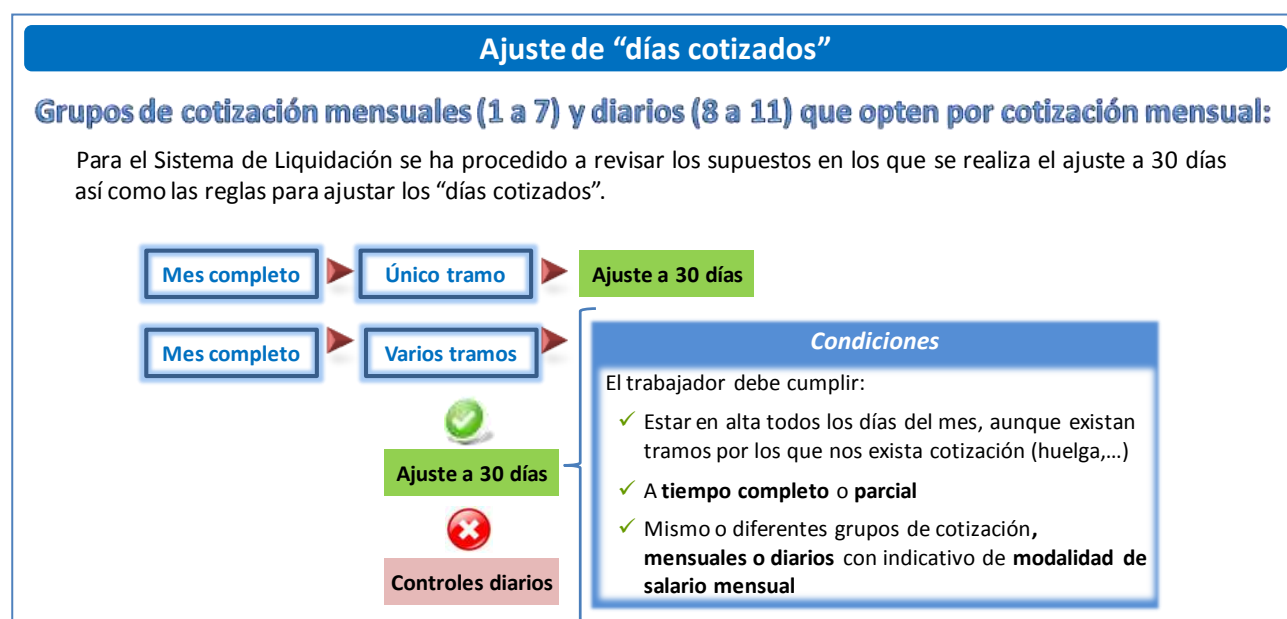 Ajuste de “días cotizados”
Grupos de cotización mensuales (1 a 7) y diarios (8 a 11) que opten por cotización mensual:
Para el Sistema de Liquidación se ha procedido a revisar los supuestos en los que se realiza el ajuste a 30 días
así como las reglas para ajustar los “días cotizados”.
Mes completo
Único tramo
Ajuste a 30 días
Mes completo
Varios tramos
Ajuste a 30 días
Controles diarios
Condiciones
El trabajador debe cumplir:
✓ Estar en alta todos los días del mes, aunque existan
tramos por los que nos exista cotización (huelga,…)
✓ A tiempo completo o parcial
✓ Mismo o diferentes grupos de cotización,
mensuales o diarios con indicativo de modalidad de
salario mensual